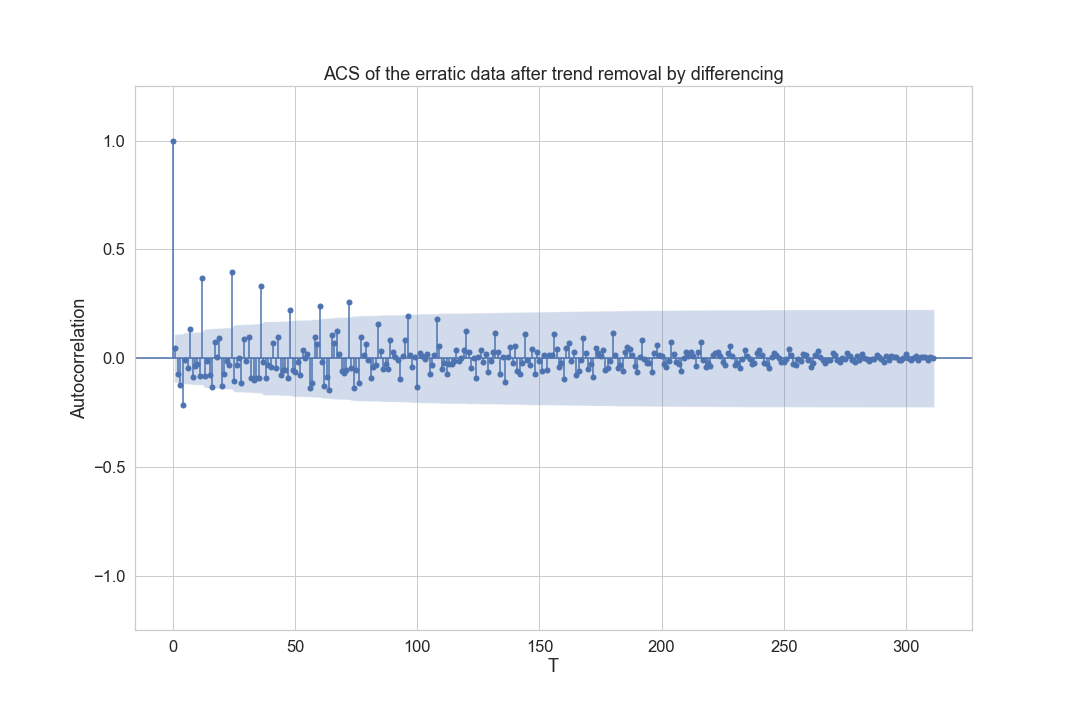 ACS of the erratic data after trend removal by differencing
Autocorrelation
1.0
0.5
0.0
−0.5
−1.0
0 50 100 150 200 250 300
T